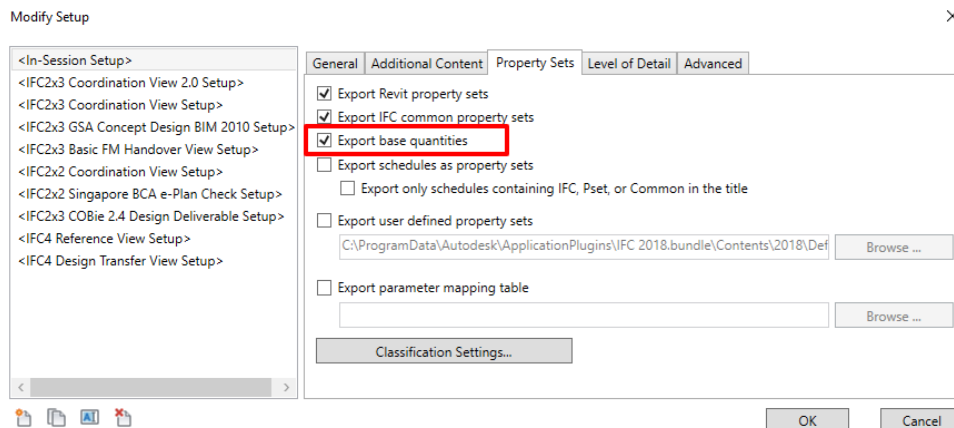 Modify Setup
<In-Session Setup>
<IFC2x3 Coordination View 2.0 Setup>
<IFC2x3 Coordination View Setup>
<IFC2x3 GSA Concept Design BIM 2010 Setup>
<IFC2x3 Basic FM Handover View Setup>
<IFC2x2 Coordination View Setup>
<IFC2x2 Singapore BCA e-Plan Check Setup>
<IFC2x3 COBie 2.4 Design Deliverable Setup>
<IFC4 Reference View Setup>
<IFC4 Design Transfer View Setup>
General Additional Content Property Sets Level of Detail Advanced
Export Revit property sets
Export IFC common property sets
Export base quantities
Export schedules as property sets
Export only schedules containing IFC, Pset, or Common in the title
Export user defined property sets
C:\ProgramData\Autodesk\ApplicationPlugins\IFC 2018.bundle\Contents\2018\Def Browse ...
Export parameter mapping table
Browse ...
Classification Settings...
OK Cancel